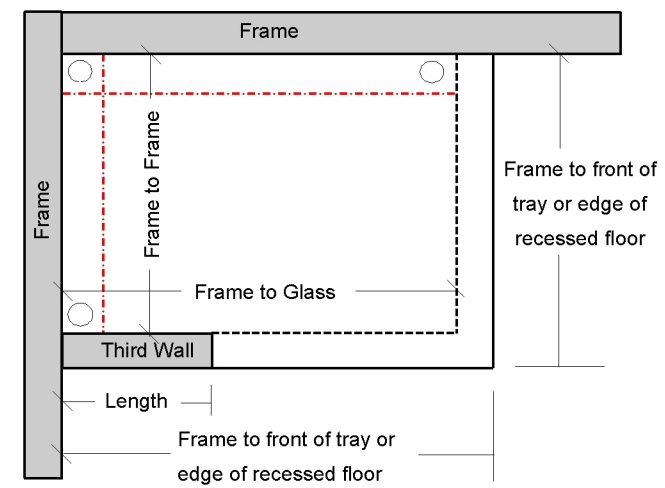 Frame
Frame to Frame
Frame
Frame to front of
tray or edge of
recessed floor
Frame to Glass
Third Wall
Length
Frame to front of tray or
edge of recessed floor